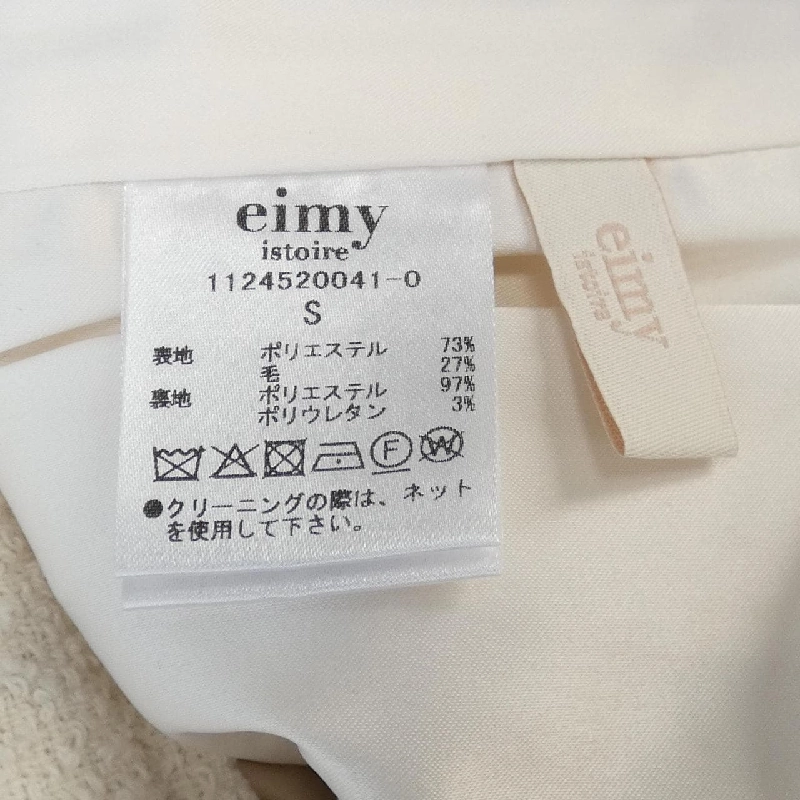 eimy
istoire
1124520041-0
S
表地 ポリエステル 73%
毛 27%
裏地 ポリエステル 97%
ポリウレタン 3%
F W
●クリーニングの際は、ネット
を使用して下さい。
eimy
istoire